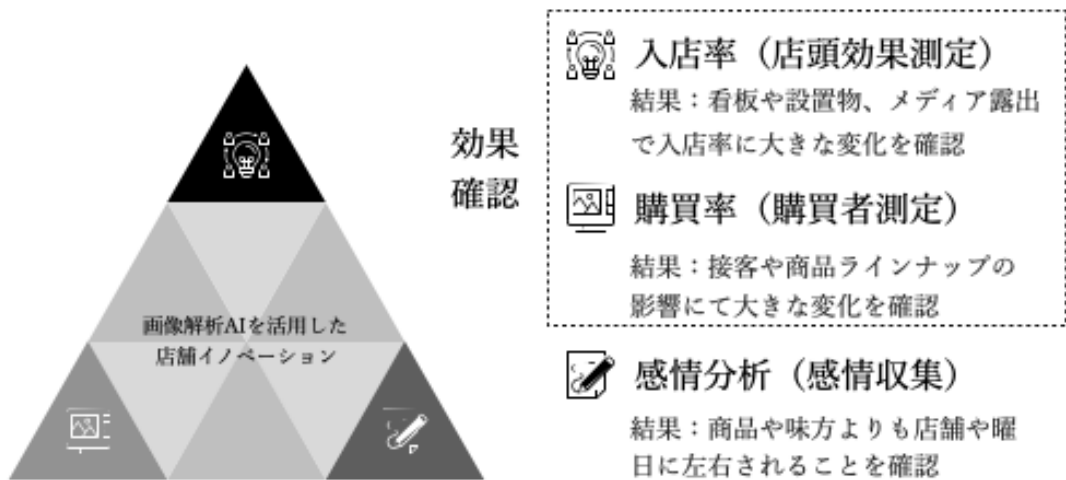 画像解析AIを活用した
店舗イノベーション
効果
確認
入店率（店頭効果測定）
結果：看板や設置物、メディア露出
で入店率に大きな変化を確認
購買率（購買者測定）
結果：接客や商品ラインナップの
影響にて大きな変化を確認
感情分析（感情収集）
結果：商品や味方よりも店舗や曜
日に左右されることを確認